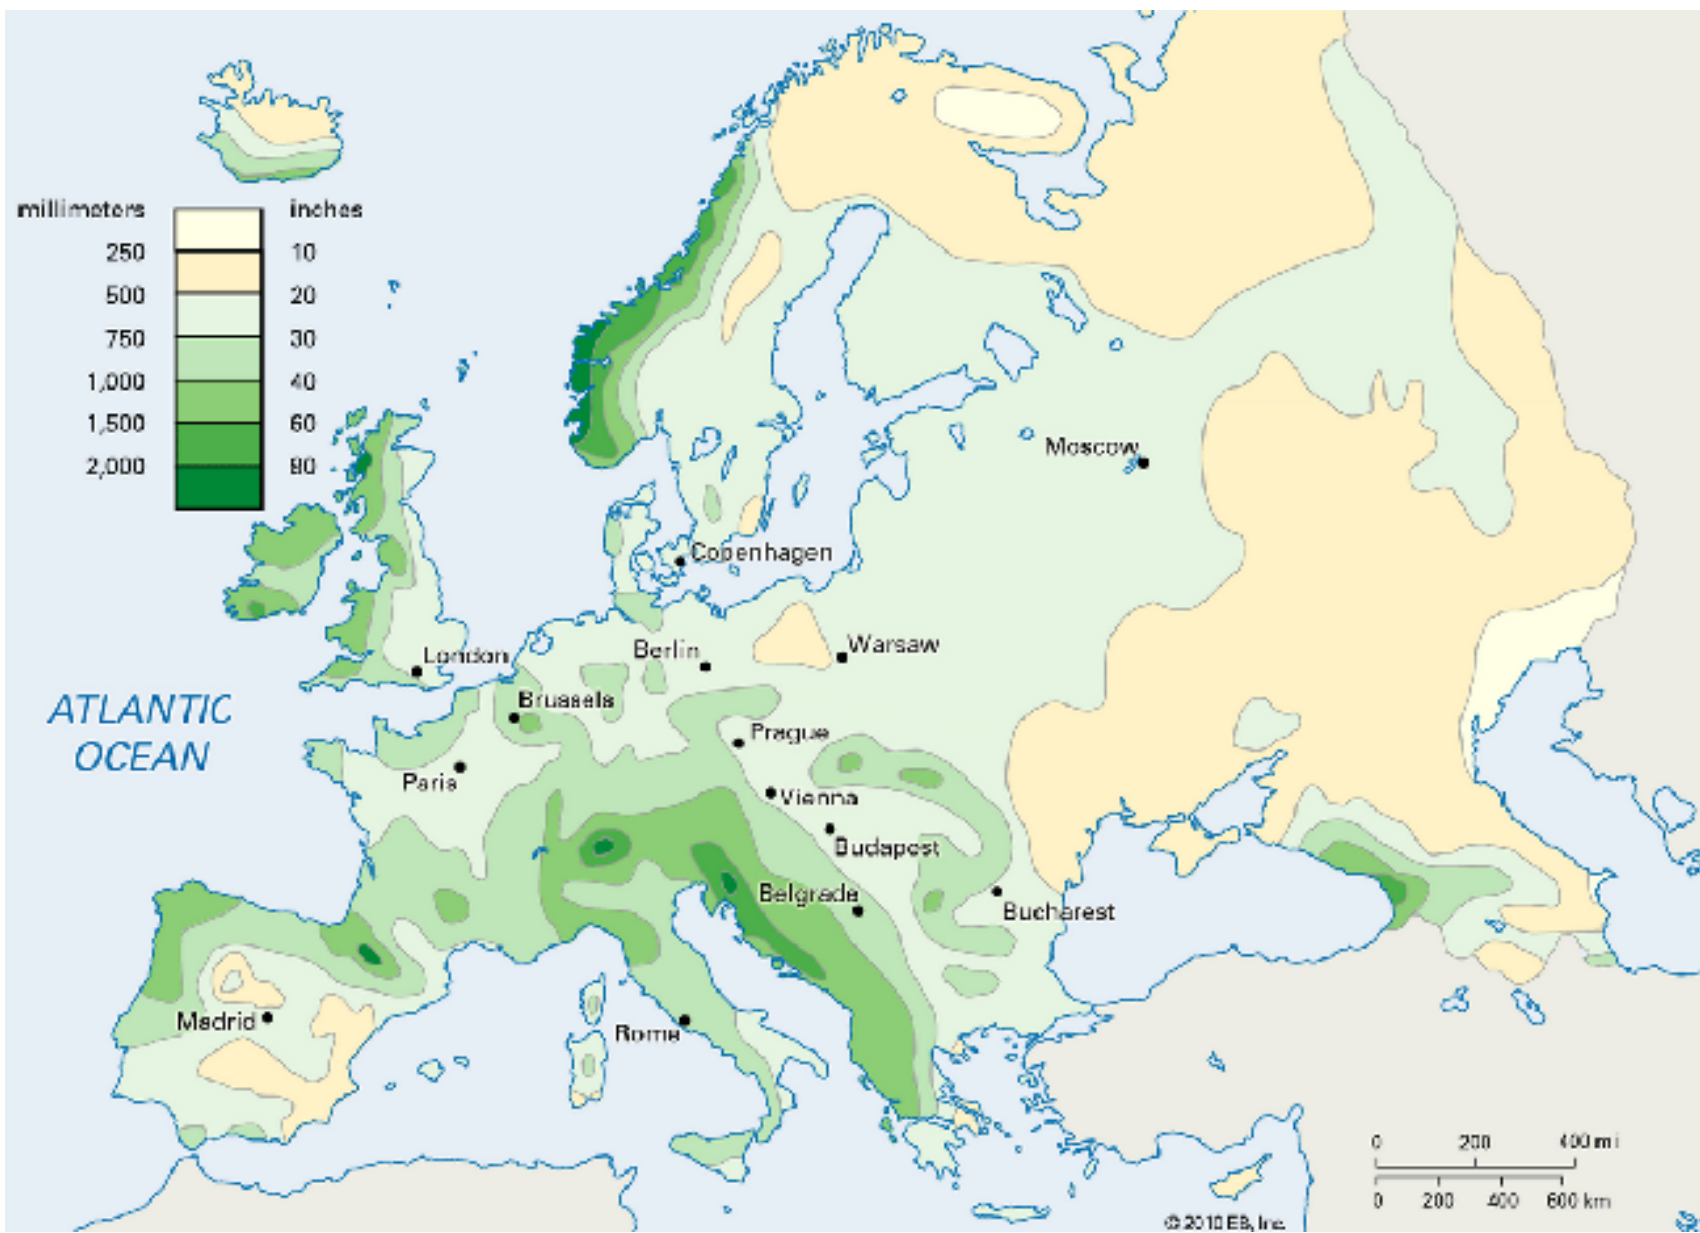 millimeters inches
250 10
500 20
750 30
1,000 40
1,500 60
2,000 80
Moscow
Copenhagen
Berlin
Warsaw
London
Brussels
ATLANTIC
OCEAN
Prague
Paris
Vienna
Budapest
Belgrade
Bucharest
Madrid
Rome
0 200 400 mi
0 200 400 600 km
© 2010 EB, Inc.